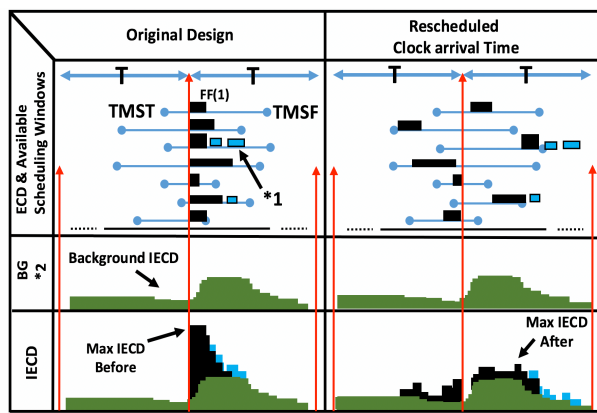 Original Design
Rescheduled
Clock arrival Time
ECD & Available
Scheduling Windows
T
T
T
T
FF(1)
TMST
TMSF
*1
BG
*2
Background IECD
IECD
Max IECD
Before
Max IECD
After